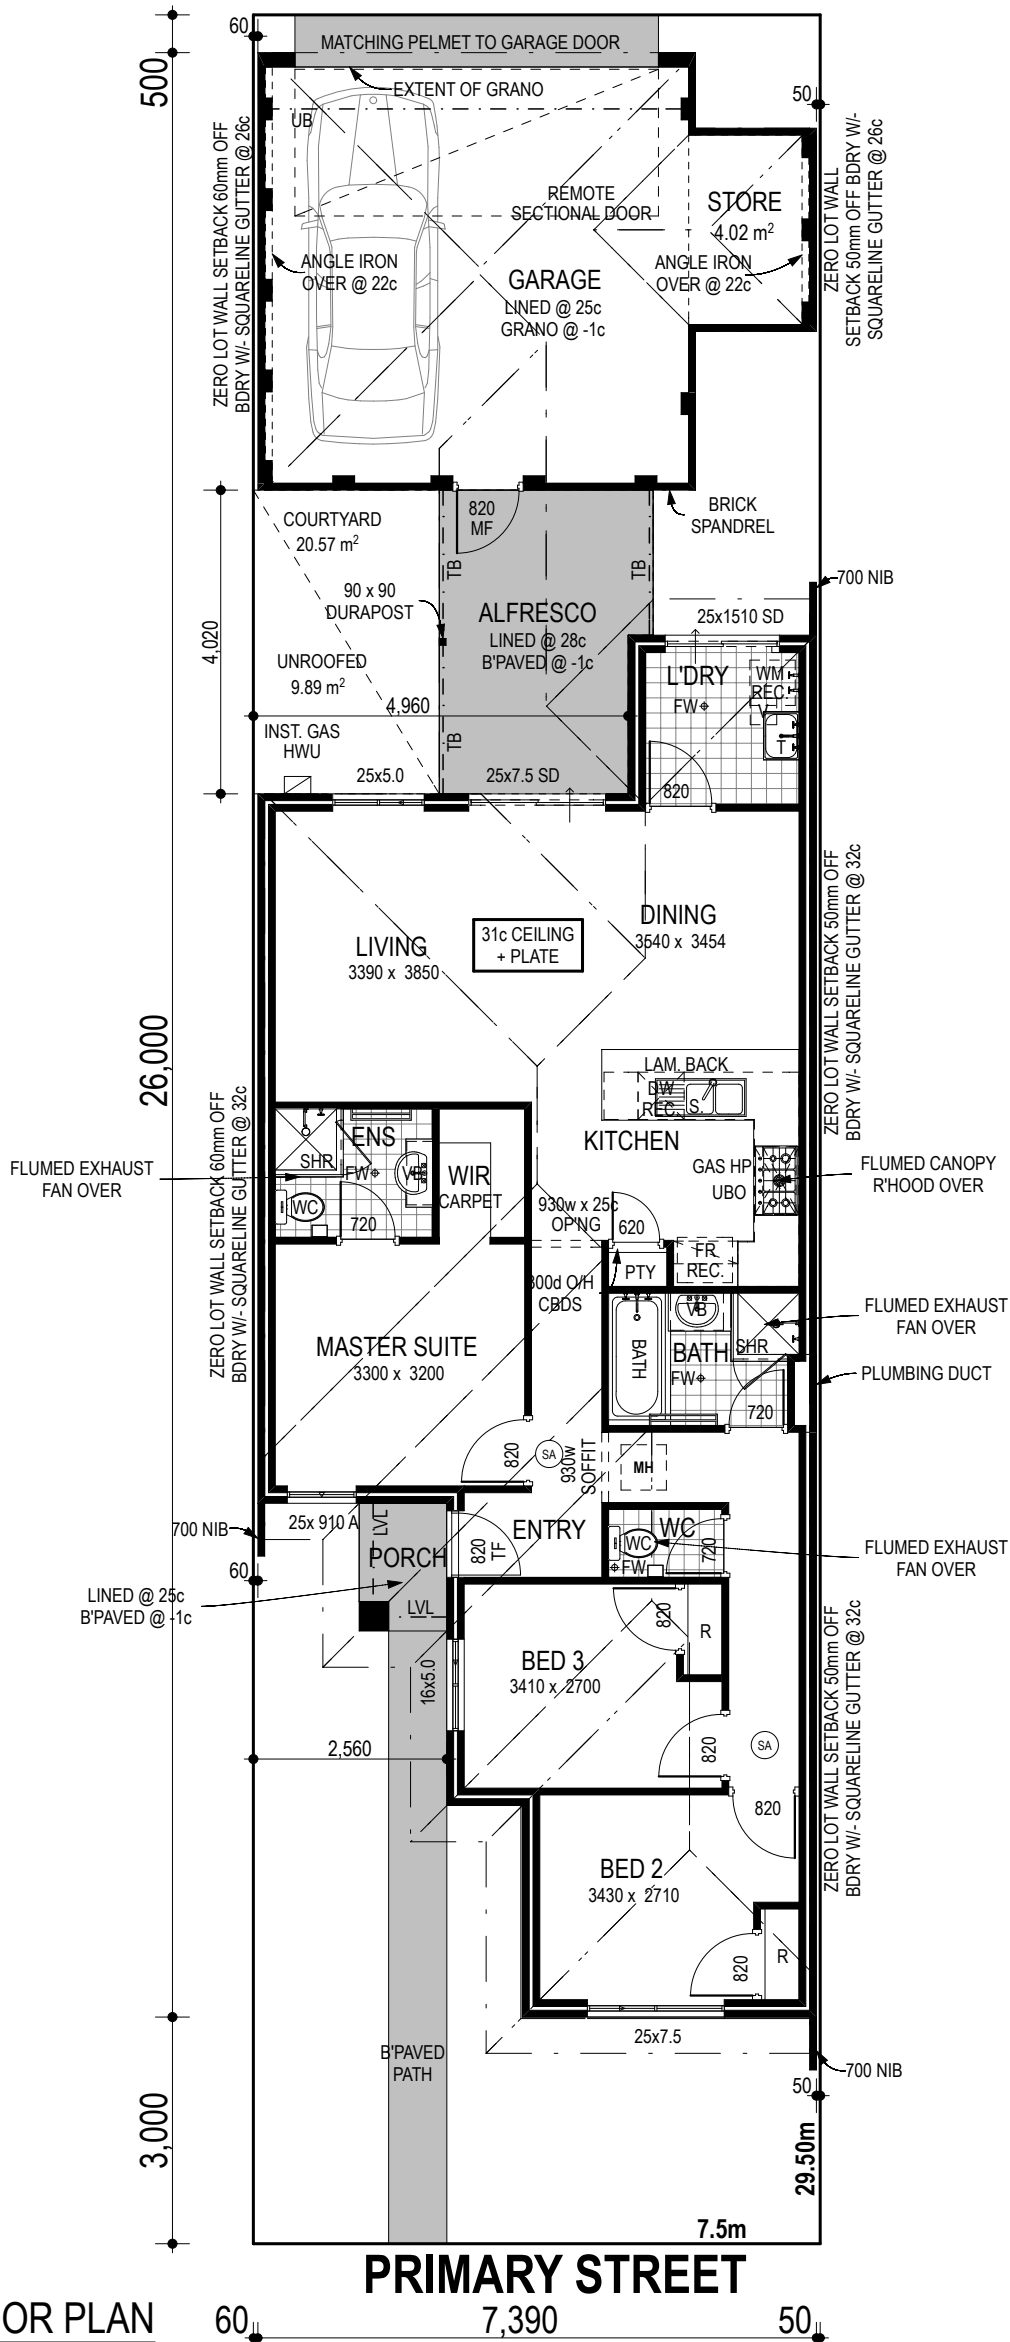 60
MATCHING PELMET TO GARAGE DOOR
500
EXTENT OF GRANO
50
UB
ZERO LOT WALL SETBACK 60mm OFF
BDRY W/- SQUARELINE GUTTER @ 26c
ZERO LOT WALL
SETBACK 50mm OFF BDRY W/-
SQUARELINE GUTTER @ 26c
REMOTE
SECTIONAL DOOR
STORE
4.02 m²
ANGLE IRON
OVER @ 22c
ANGLE IRON
OVER @ 22c
GARAGE
LINED @ 25c
GRANO @ -1c
COURTYARD
20.57 m²
820
MF
BRICK
SPANDREL
TB
TB
700 NIB
90 x 90
DURAPOST
ALFRESCO
LINED @ 28c
B'PAVED @ -1c
25x1510 SD
4,020
UNROOFED
9.89 m²
L'DRY
WM
REC.
FW
4,960
INST. GAS
HWU
TB
T
25x5.0
25x7.5 SD
820
DINING
3540 x 3454
LIVING
3390 x 3850
31c CEILING
+ PLATE
ZERO LOT WALL SETBACK 50mm OFF
BDRY W/- SQUARELINE GUTTER @ 32c
26,000
LAM. BACK
DW
REC.
S.
ZERO LOT WALL SETBACK 60mm OFF
BDRY W/- SQUARELINE GUTTER @ 32c
ENS
KITCHEN
FLUMED EXHAUST
FAN OVER
SHR
FW
VB
WIR
CARPET
GAS HP
UBO
FLUMED CANOPY
R'HOOD OVER
WC
720
930w x 25c
OP'NG
620
FR
REC.
PTY
300d O/H
CBDS
VB
FLUMED EXHAUST
FAN OVER
MASTER SUITE
3300 x 3200
BATH
BATH
SHR
FW
PLUMBING DUCT
720
820
SA
930w
SOFFIT
MH
25x 910 A
LVL
700 NIB
ENTRY
WC
WC
FW
720
820
TF
PORCH
FLUMED EXHAUST
FAN OVER
60
LINED @ 25c
B'PAVED @ -1c
LVL
820
R
BED 3
3410 x 2700
16x5.0
ZERO LOT WALL SETBACK 50mm OFF
BDRY W/- SQUARELINE GUTTER @ 32c
2,560
820
SA
820
BED 2
3430 x 2710
820
R
25x7.5
B'PAVED
PATH
700 NIB
50
3,000
29.50m
7.5m
PRIMARY STREET
OR PLAN
60
7,390
50